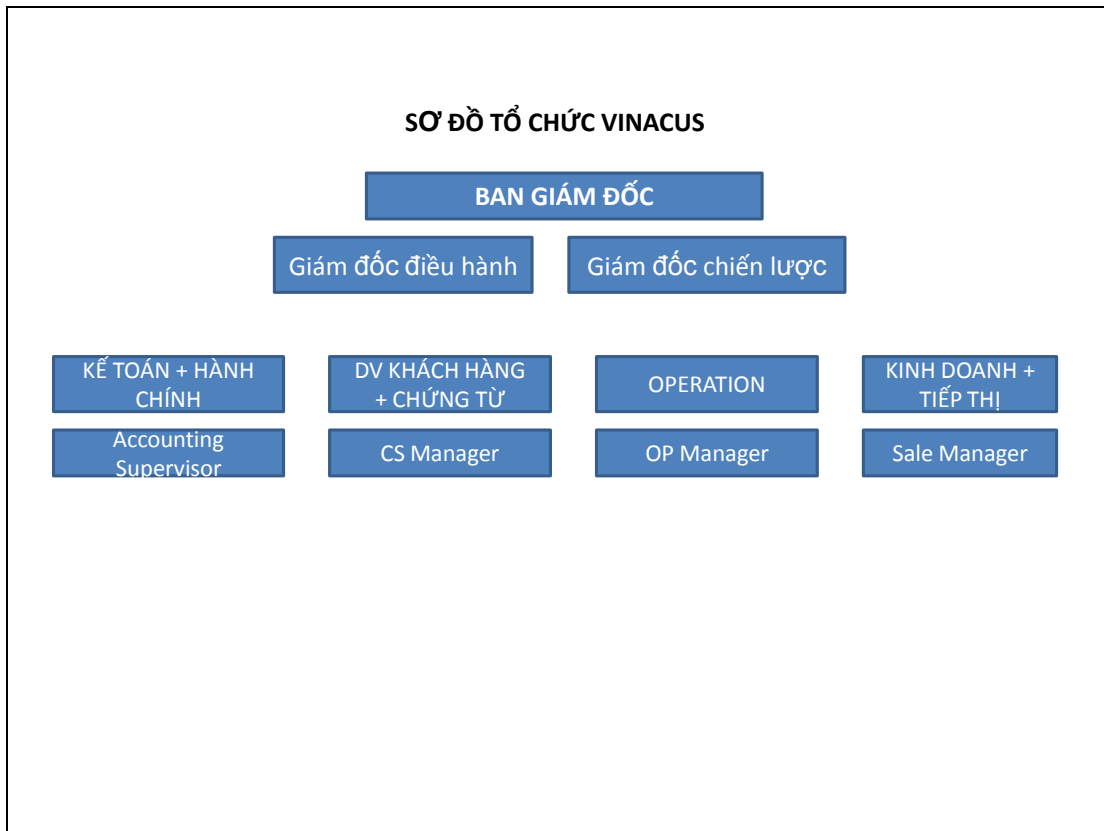 SƠ ĐỒ TỔ CHỨC VINACUS
BAN GIÁM ĐỐC
Giám đốc điều hành
Giám đốc chiến lược
KẾ TOÁN + HÀNH
CHÍNH
DV KHÁCH HÀNG
+ CHỨNG TỪ
OPERATION
KINH DOANH +
TIẾP THỊ
Accounting
Supervisor
CS Manager
OP Manager
Sale Manager